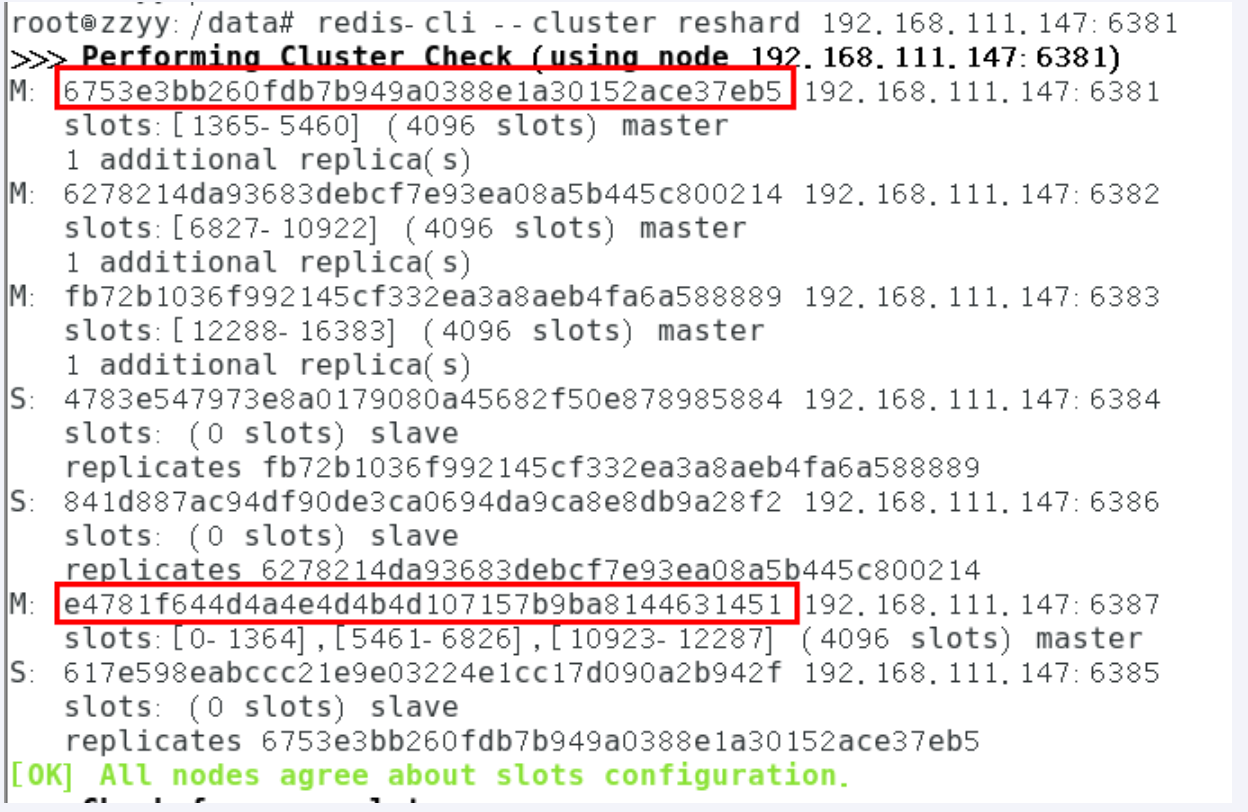 root@zzyy:/data# redis-cli --cluster reshard 192.168.111.147:6381
>>> Performing Cluster Check (using node 192.168.111.147:6381)
M: 6753e3bb260fdb7b949a0388e1a30152ace37eb5 192.168.111.147:6381
slots:[1365-5460] (4096 slots) master
1 additional replica(s)
M: 6278214da93683debcf7e93ea08a5b445c800214 192.168.111.147:6382
slots:[6827-10922] (4096 slots) master
1 additional replica(s)
M: fb72b1036f992145cf332ea3a8aeb4fa6a588889 192.168.111.147:6383
slots:[12288-16383] (4096 slots) master
1 additional replica(s)
S: 4783e547973e8a0179080a45682f50e878985884 192.168.111.147:6384
slots: (0 slots) slave
replicates fb72b1036f992145cf332ea3a8aeb4fa6a588889
S: 841d887ac94df90de3ca0694da9ca8e8db9a28f2 192.168.111.147:6386
slots: (0 slots) slave
replicates 6278214da93683debcf7e93ea08a5b445c800214
M: e4781f644d4a4e4d4b4d107157b9ba8144631451 192.168.111.147:6387
slots:[0-1364],[5461-6826],[10923-12287] (4096 slots) master
S: 617e598eabccc21e9e03224e1cc17d090a2b942f 192.168.111.147:6385
slots: (0 slots) slave
replicates 6753e3bb260fdb7b949a0388e1a30152ace37eb5
[OK] All nodes agree about slots configuration.